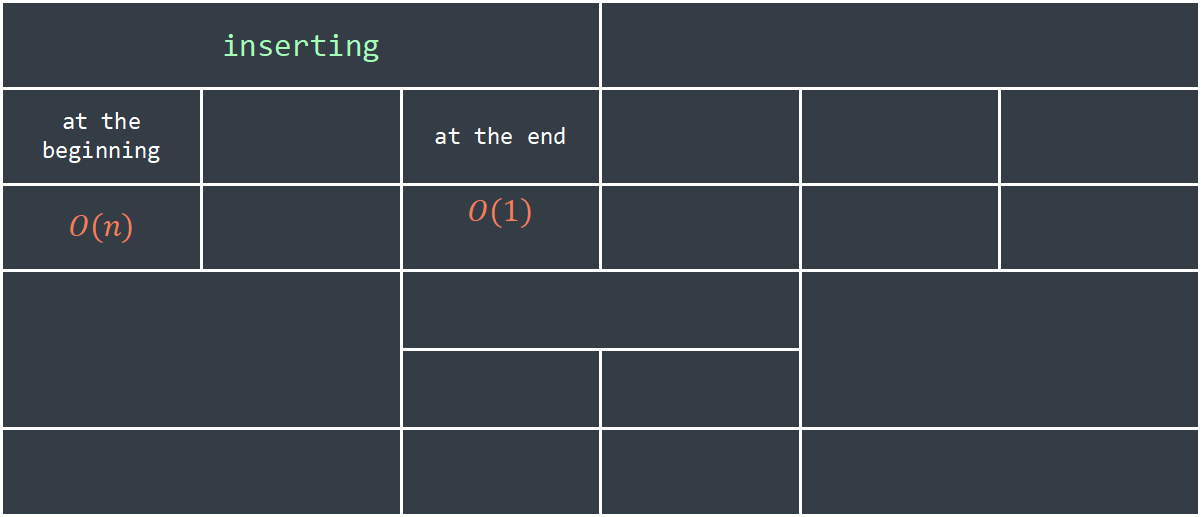 inserting
at the
beginning
at the end
O(n)
O(1)